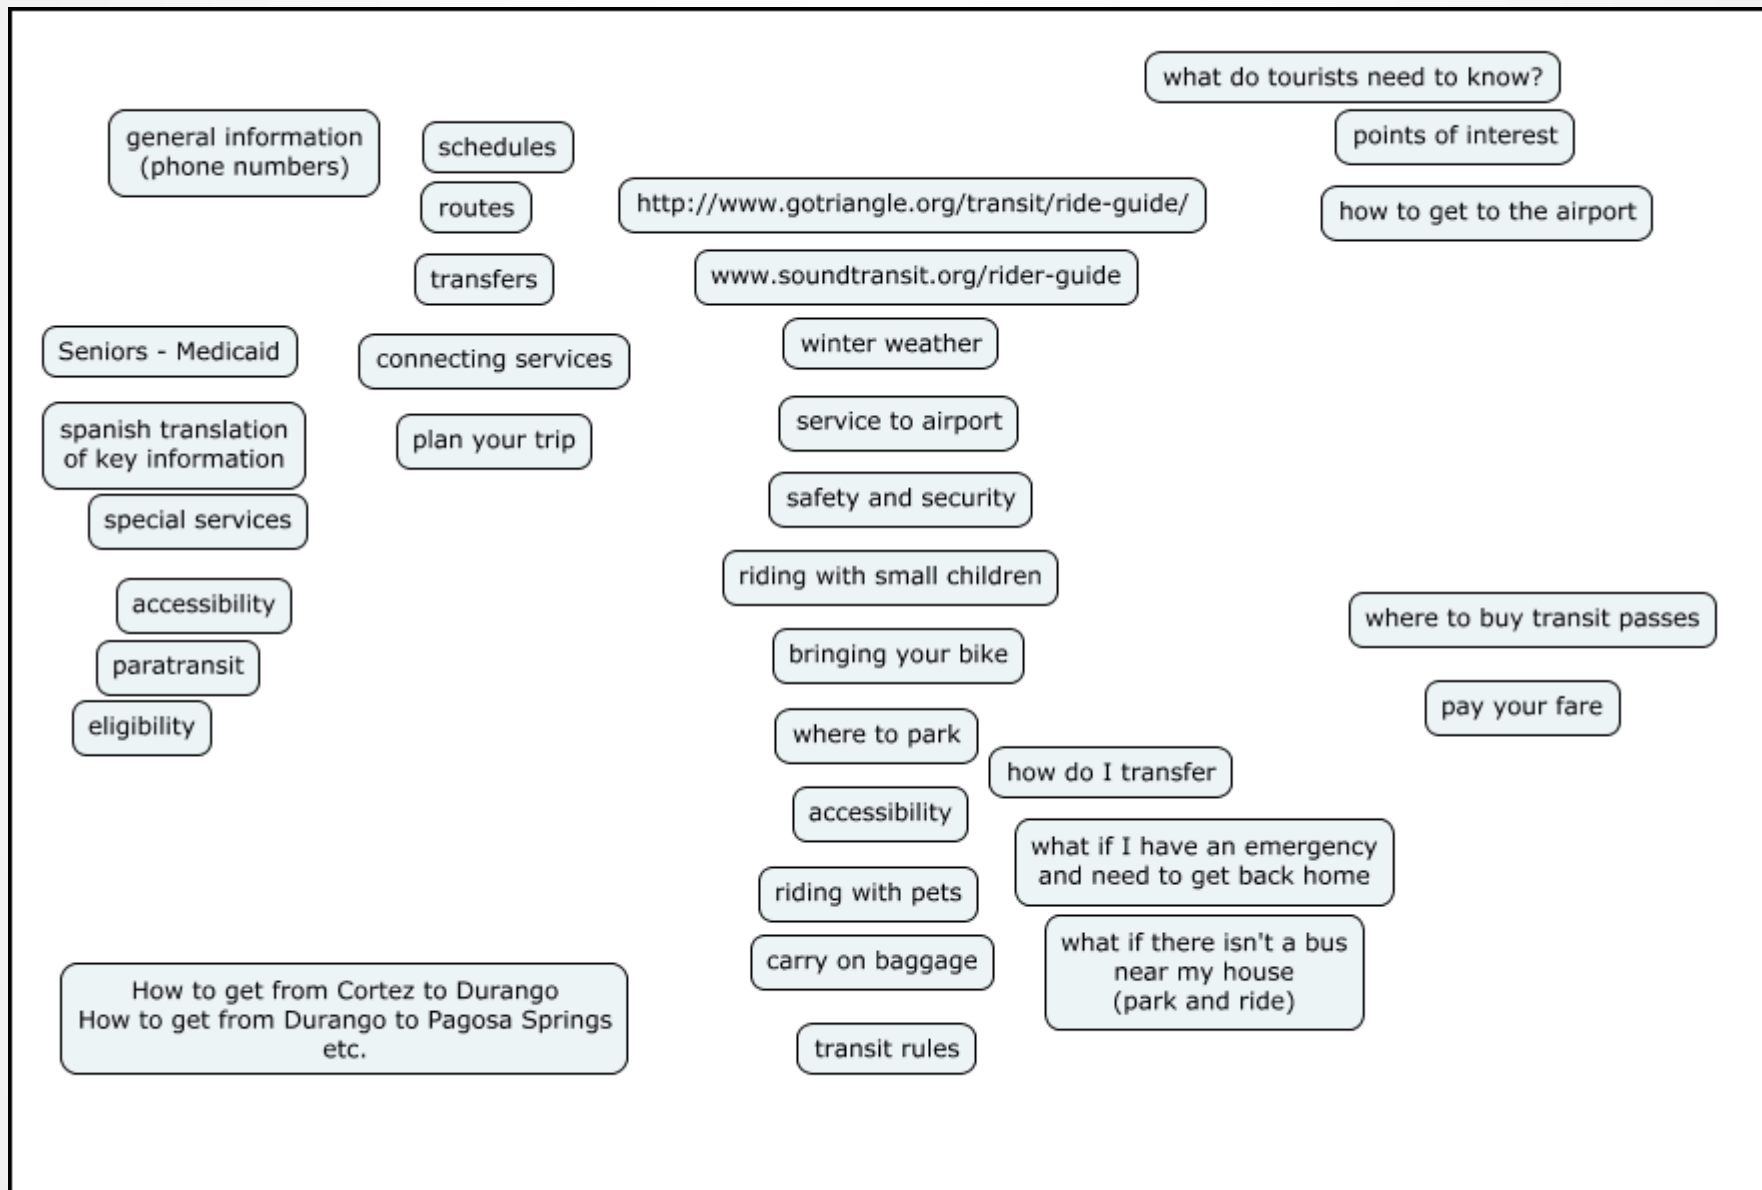 what do tourists need to know?
points of interest
how to get to the airport
general information
(phone numbers)
schedules
routes
transfers
connecting services
plan your trip
http://www.gotriangle.org/transit/ride-guide/
www.soundtransit.org/rider-guide
winter weather
service to airport
safety and security
riding with small children
bringing your bike
where to park
accessibility
riding with pets
carry on baggage
transit rules
how do I transfer
what if I have an emergency
and need to get back home
what if there isn't a bus
near my house
(park and ride)
where to buy transit passes
pay your fare
Seniors - Medicaid
spanish translation
of key information
special services
accessibility
paratransit
eligibility
How to get from Cortez to Durango
How to get from Durango to Pagosa Springs
etc.